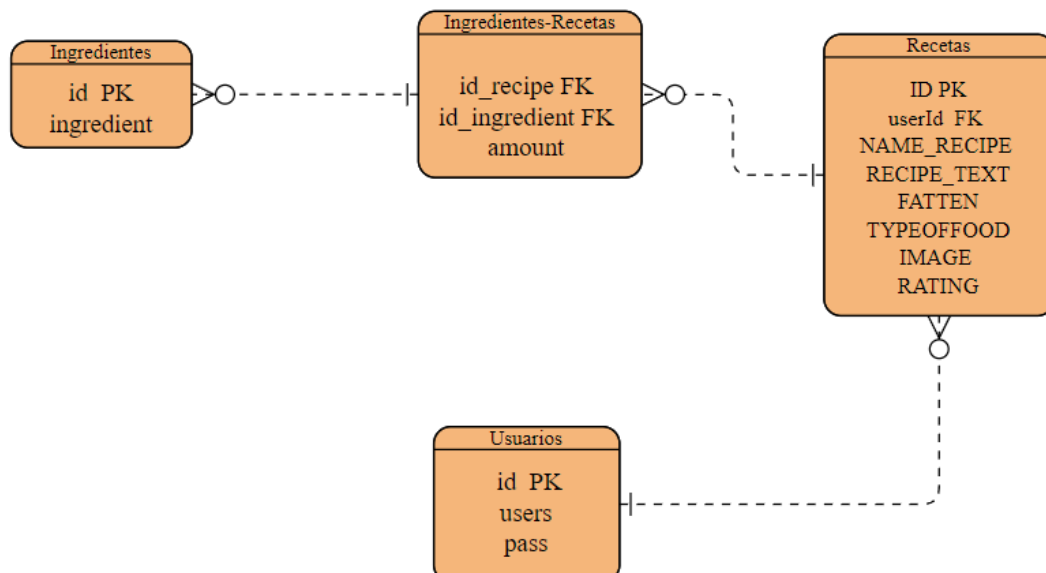 Ingredientes
id PK
ingredient
Ingredientes-Recetas
id_recipe FK
id_ingredient FK
amount
Recetas
ID PK
userId FK
NAME_RECIPE
RECIPE_TEXT
FATTEN
TYPEOFFOOD
IMAGE
RATING
Usuarios
id PK
users
pass